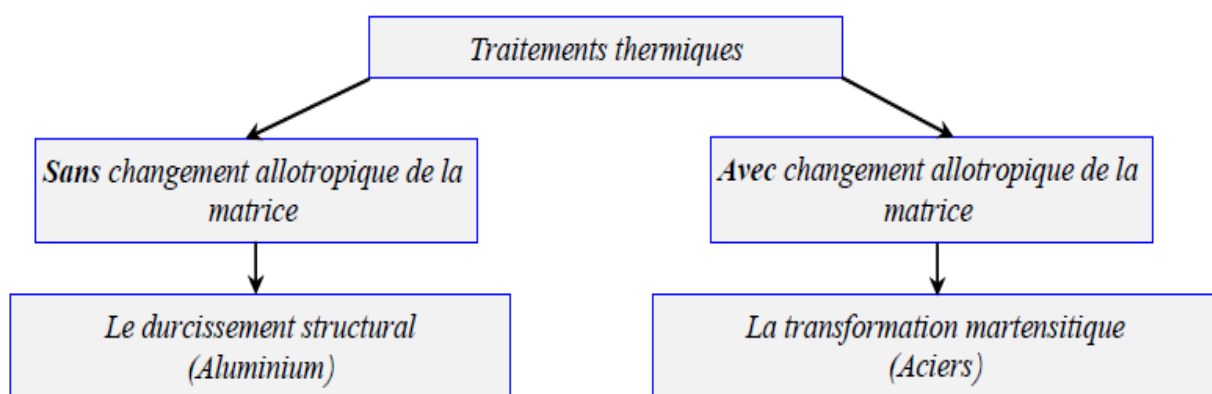 Traitements thermiques
Sans changement allotropique de la
matrice
Avec changement allotropique de la
matrice
Le durcissement structural
(Aluminium)
La transformation martensitique
(Aciers)